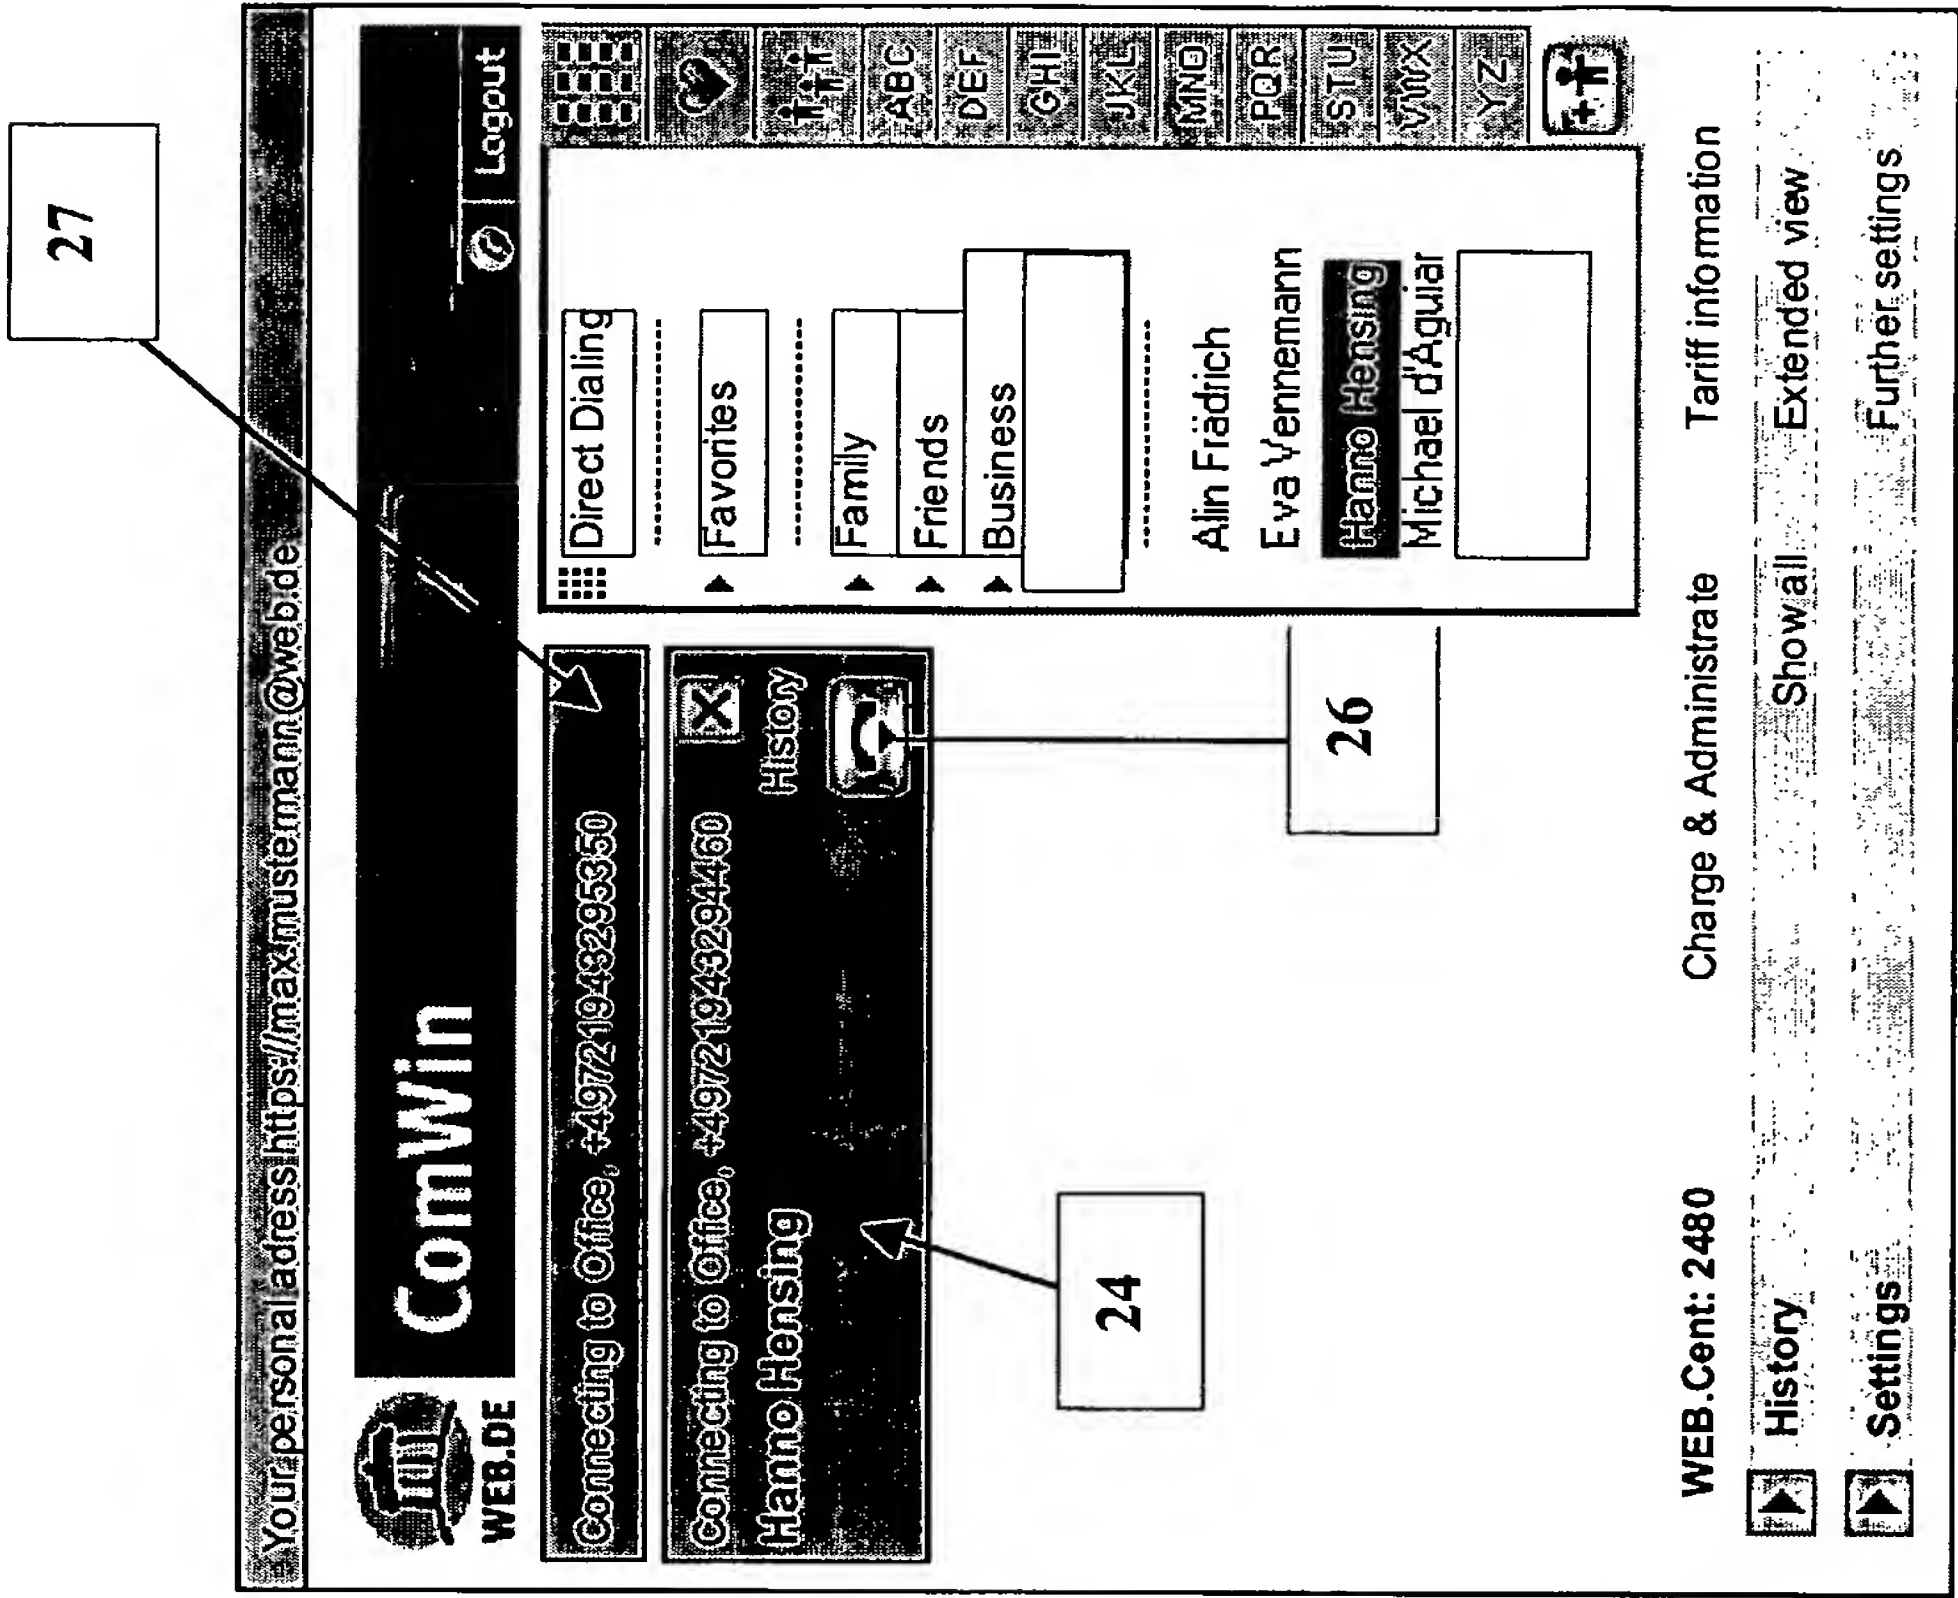 27
Your personal adress https://max.mustermann@web.de
WEB.DE
ComWin
Logout
Connecting to Office, +49721943295350
Connecting to Office, +49721943294460
Hanno Hensing
History
Direct Dialing
Favorites
Family
Friends
Business
Alin Frädrich
Eva Vennemann
Hanno Hensing
Michael d'Aguiar
ABC
DEF
GHI
JKL
MNO
PQR
STU
VWX
YZ
24
26
WEB.Cent: 2480 Charge & Administrate Tariff information
History Show all Extended view
Settings Further settings